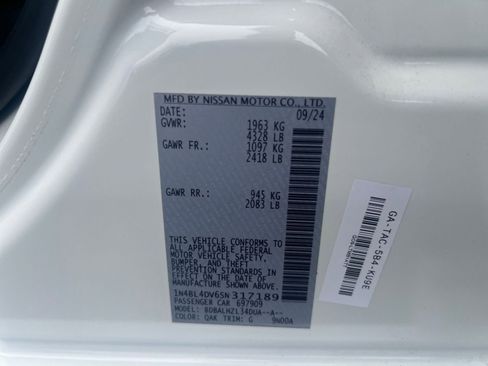 MFD BY NISSAN MOTOR CO., LTD.
DATE: 09/24
GVWR: 1963 KG
4328 LB
GAWR FR.: 1097 KG
2418 LB
GAWR RR.: 945 KG
2083 LB
THIS VEHICLE CONFORMS TO
ALL APPLICABLE FEDERAL
MOTOR VEHICLE SAFETY,
BUMPER, AND THEFT
PREVENTION STANDARDS IN
EFFECT ON THE DATE OF
MANUFACTURE SHOWN ABOVE.
1N4BL4DV6SN317189
PASSENGER CAR 697909
MODEL: BDBALHZL34DUA--A--
COLOR: QAK TRIM: G 9N00A
GA-TAC-5B4-KU9E